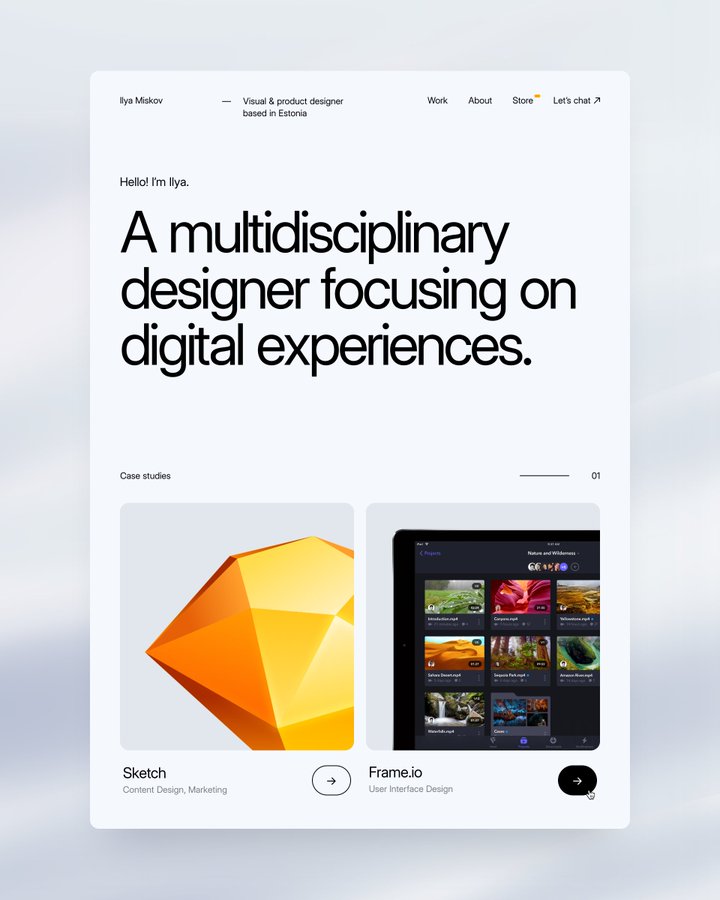 Ilya Miskov
—
Visual & product designer
based in Estonia
Work
About
Store
Let's chat ↗
Hello! I'm Ilya.
A multidisciplinary
designer focusing on
digital experiences.
Case studies
01
Projects
Nature and Wilderness
Introduction.mp4
Canyons.mp4
Yellowstone.mp4
Sahara Desert.mp4
Sequoia Park.mp4
Amazon River.mp4
Waterfalls.mp4
Caves
Sketch
Content Design, Marketing
→
Frame.io
User Interface Design
→